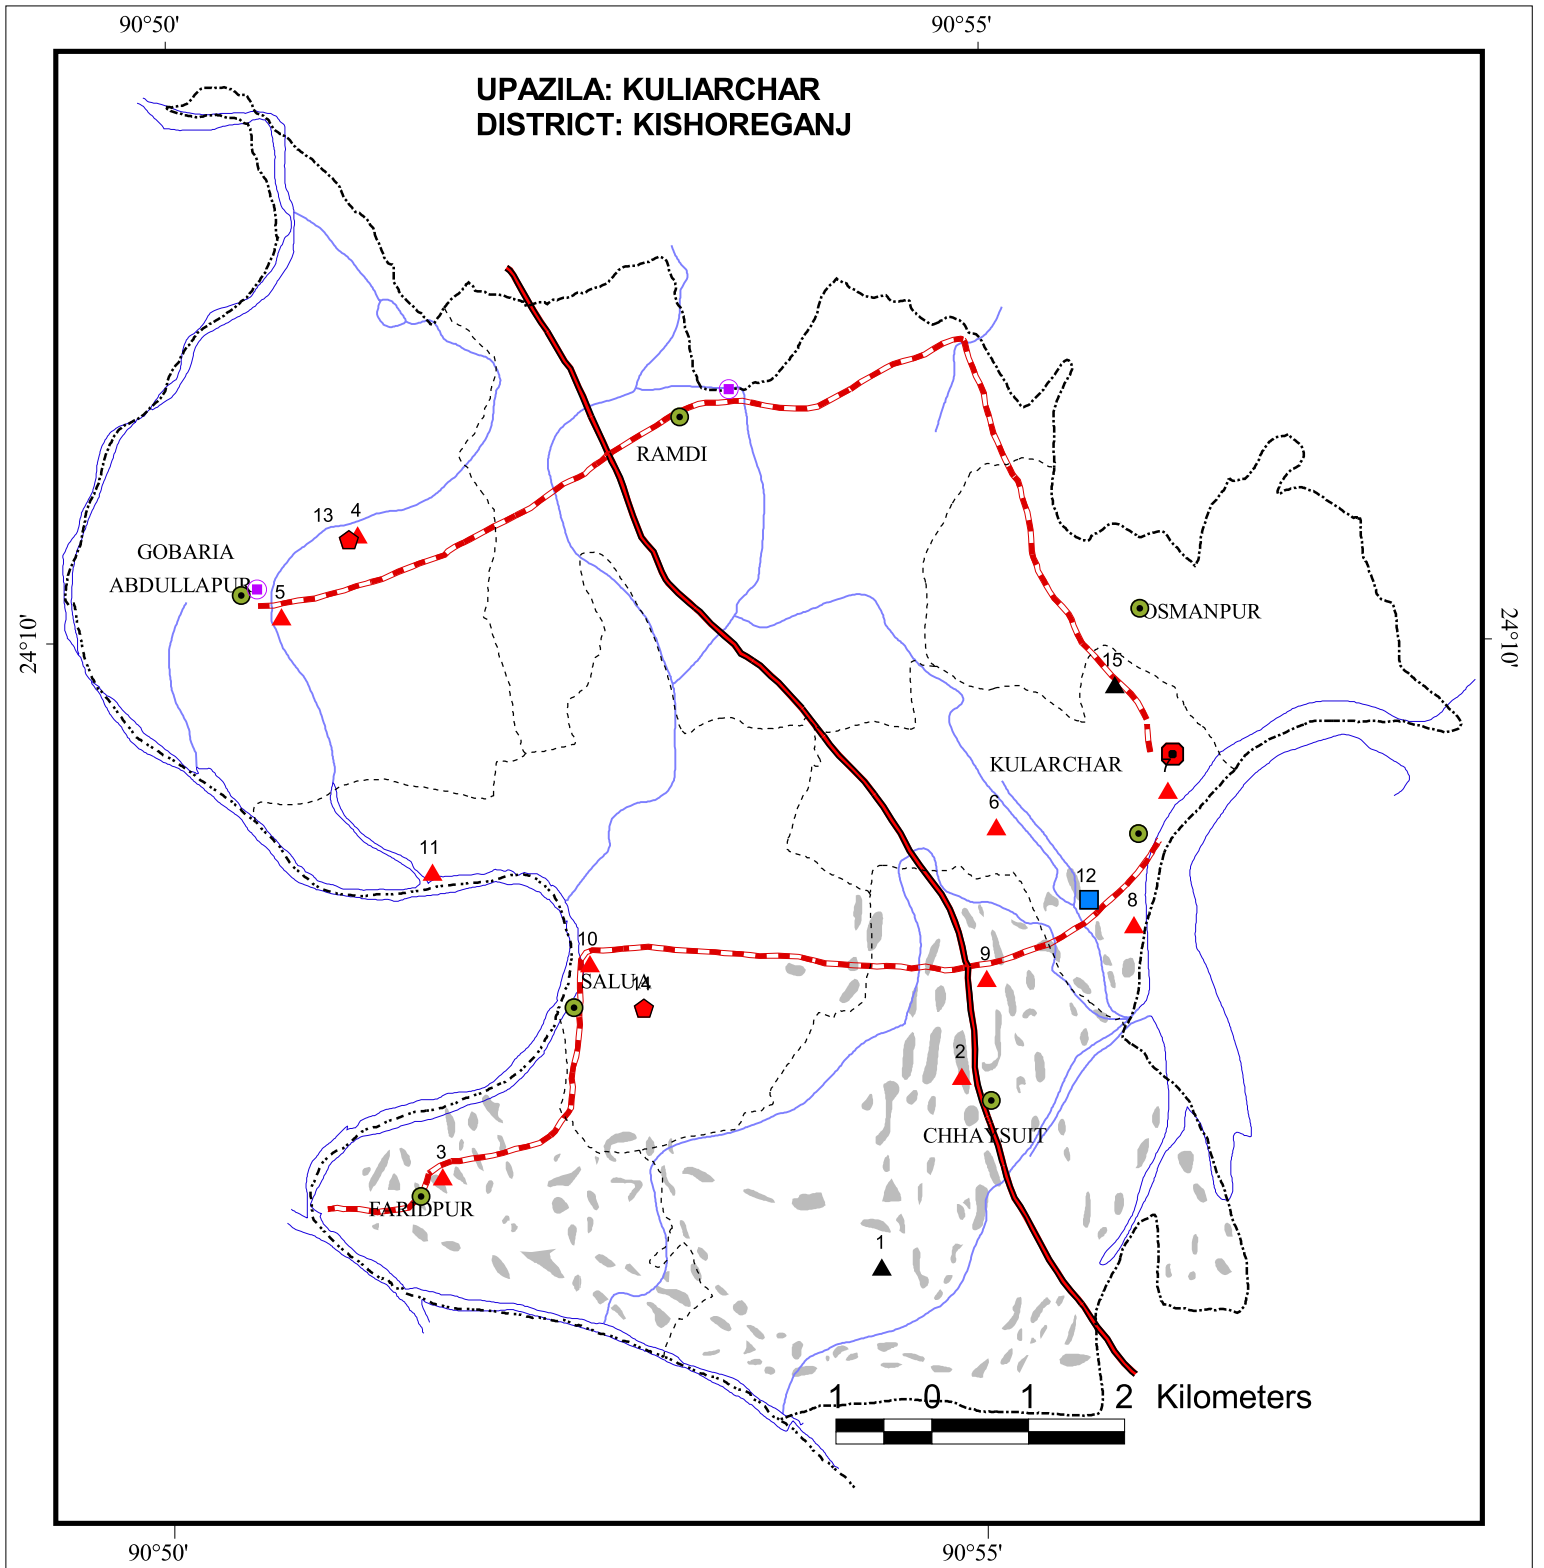 90°50'
90°55'
UPAZILA: KULIARCHAR
DISTRICT: KISHOREGANJ
RAMDI
13
4
GOBARIA
ABDULLAPUR
5
24°10'
24°10'
OSMANPUR
15
KULARCHAR
7
6
11
12
8
10
9
SALUA
14
2
CHHAYSUIT
3
FARIDPUR
1
1 0 1 2 Kilometers
90°50'
90°55'